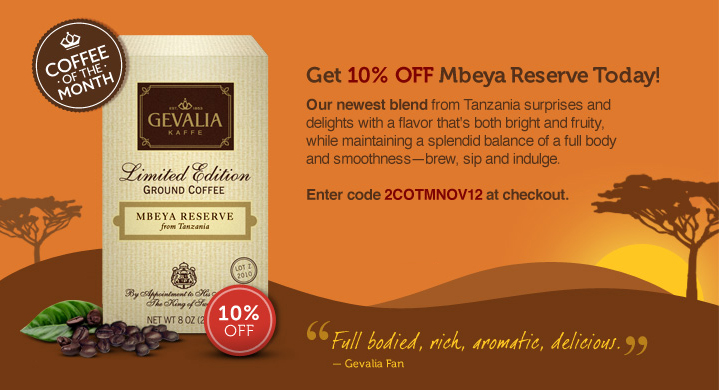 COFFEE
· OF THE ·
MONTH
EST. 1853
GEVALIA
KAFFE
Limited Edition
GROUND COFFEE
MBEYA RESERVE
from Tanzania
LOT 2
2010
By Appointment to His
The King of
NET WT 8 OZ
10%
OFF
Get 10% OFF Mbeya Reserve Today!
Our newest blend from Tanzania surprises and
delights with a flavor that's both bright and fruity,
while maintaining a splendid balance of a full body
and smoothness—brew, sip and indulge.
Enter code 2COTMNOV12 at checkout.
“Full bodied, rich, aromatic, delicious.”
— Gevalia Fan